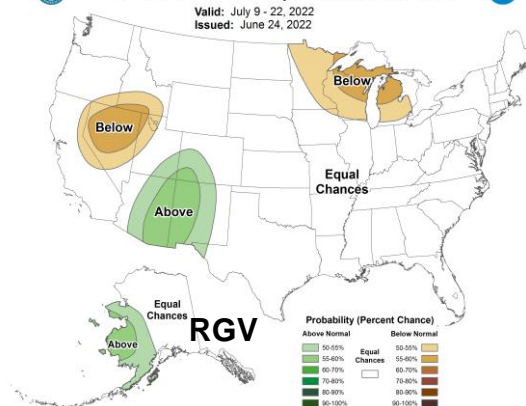 Valid: July 9 - 22, 2022
Issued: June 24, 2022
Below
Below
Equal
Chances
Above
Equal
Chances
RGV
Above
Probability (Percent Chance)
Above Normal
Below Normal
50-55%
Equal
Chances
50-55%
55-60%
55-60%
60-70%
60-70%
70-80%
70-80%
80-90%
80-90%
90-100%
90-100%